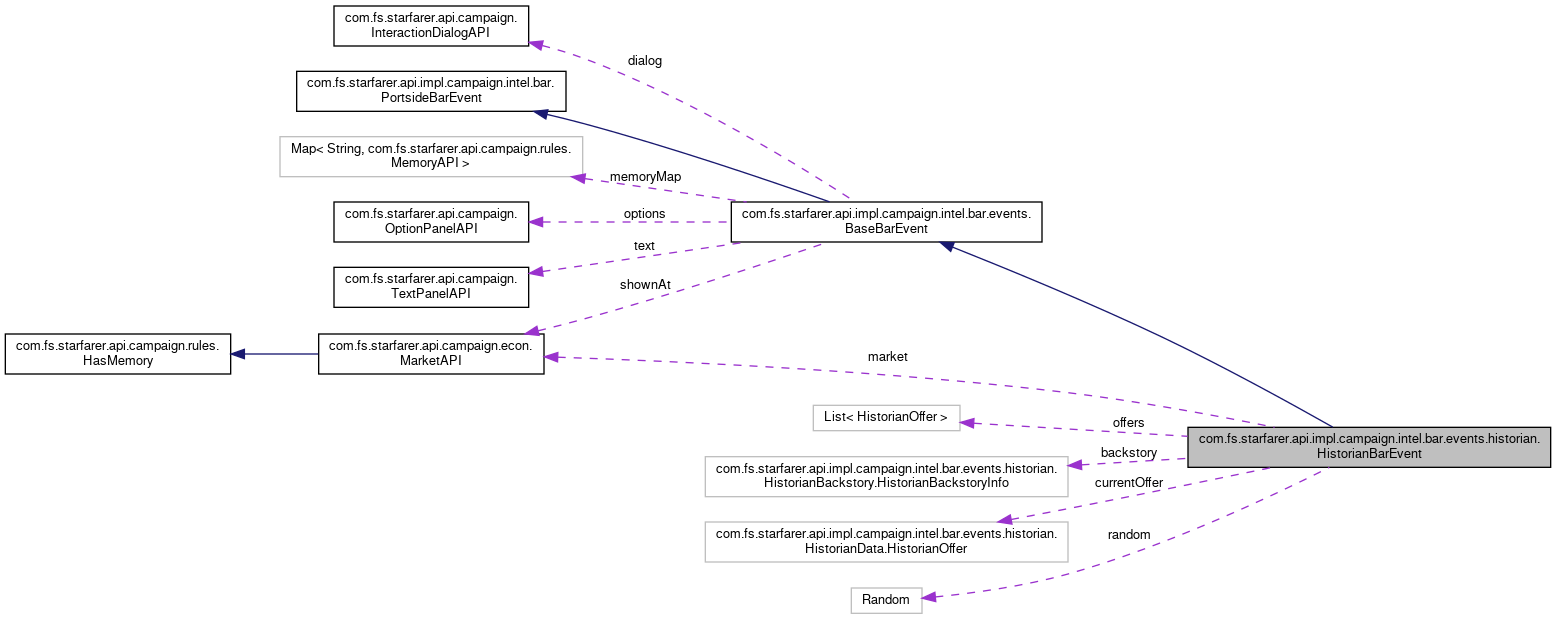 com.fs.starfarer.api.campaign.
InteractionDialogAPI
dialog
com.fs.starfarer.api.impl.campaign.intel.bar.
PortsideBarEvent
Map< String, com.fs.starfarer.api.campaign.rules.
MemoryAPI >
memoryMap
com.fs.starfarer.api.campaign.
OptionPanelAPI
options
com.fs.starfarer.api.impl.campaign.intel.bar.events.
BaseBarEvent
text
com.fs.starfarer.api.campaign.
TextPanelAPI
shownAt
com.fs.starfarer.api.campaign.rules.
HasMemory
com.fs.starfarer.api.campaign.econ.
MarketAPI
market
List< HistorianOffer >
offers
com.fs.starfarer.api.impl.campaign.intel.bar.events.historian.
HistorianBarEvent
backstory
com.fs.starfarer.api.impl.campaign.intel.bar.events.historian.
HistorianBackstory.HistorianBackstoryInfo
currentOffer
com.fs.starfarer.api.impl.campaign.intel.bar.events.historian.
HistorianData.HistorianOffer
random
Random